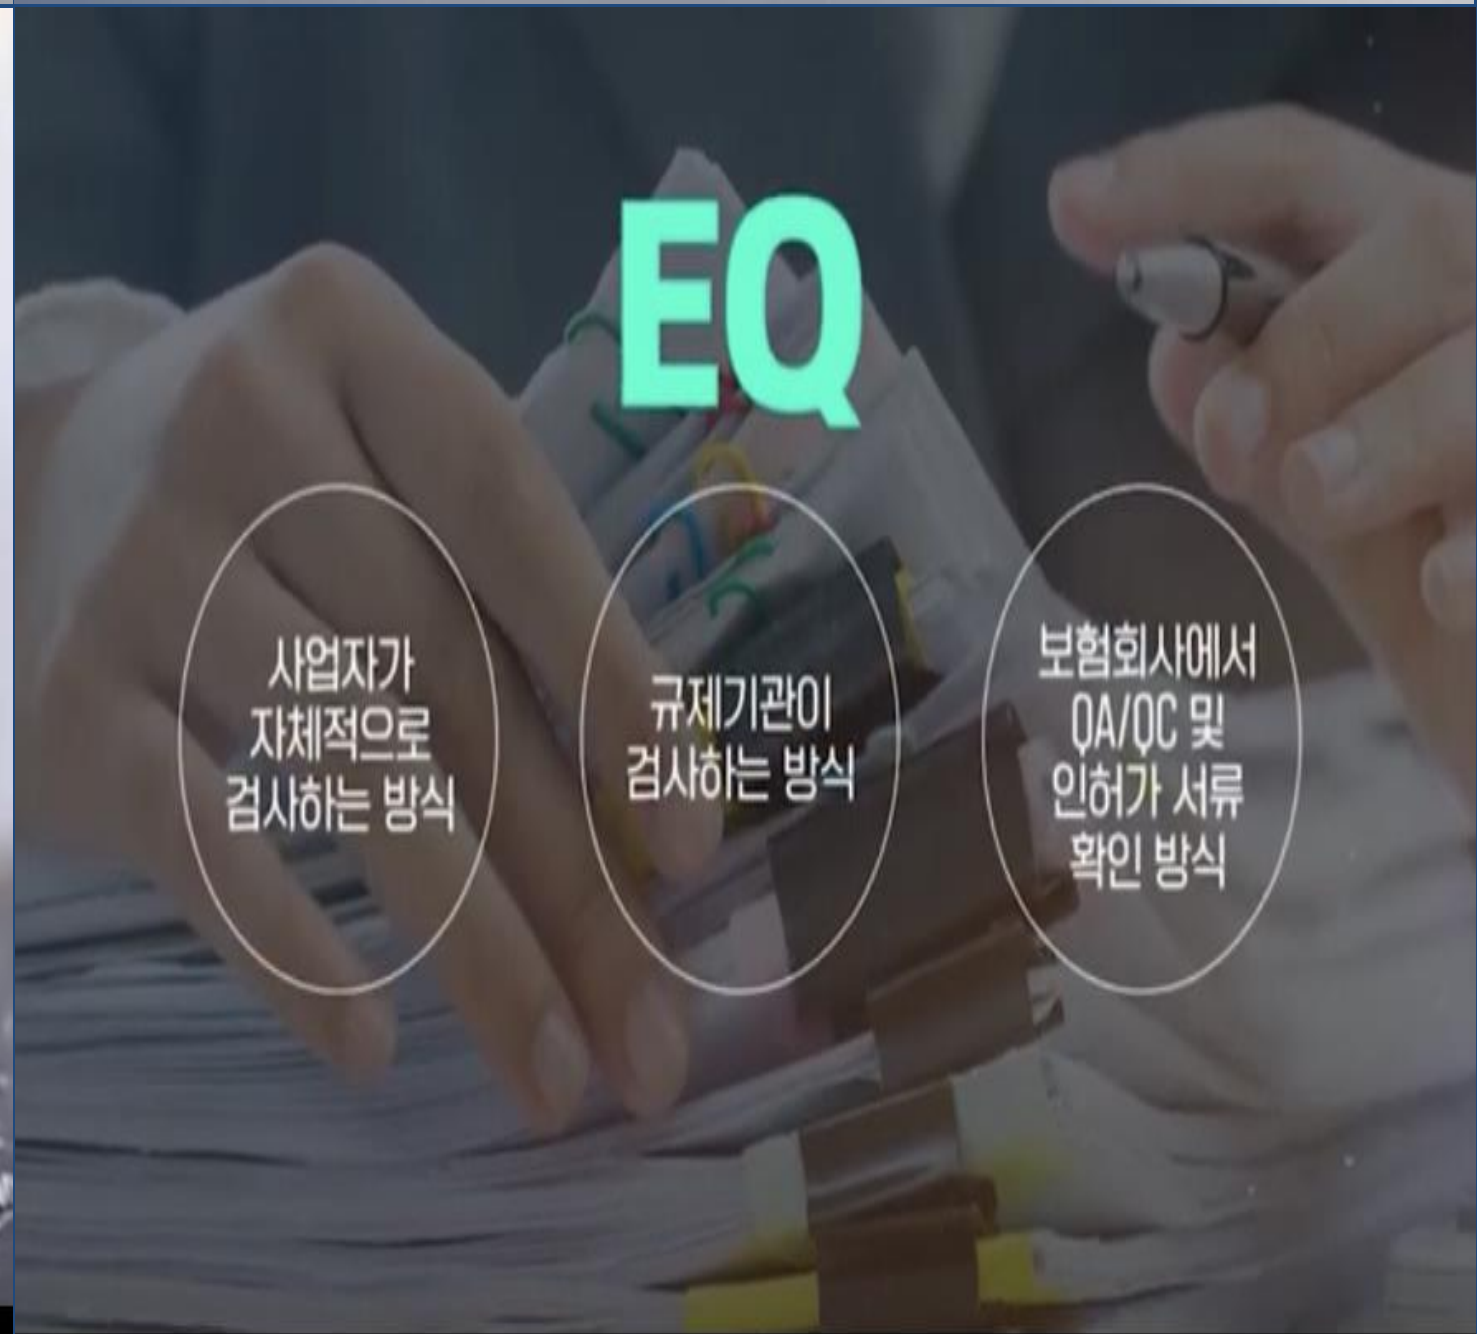 EQ
사업자가
자체적으로
검사하는 방식
규제기관이
검사하는 방식
보험회사에서
QA/QC 및
인허가 서류
확인 방식